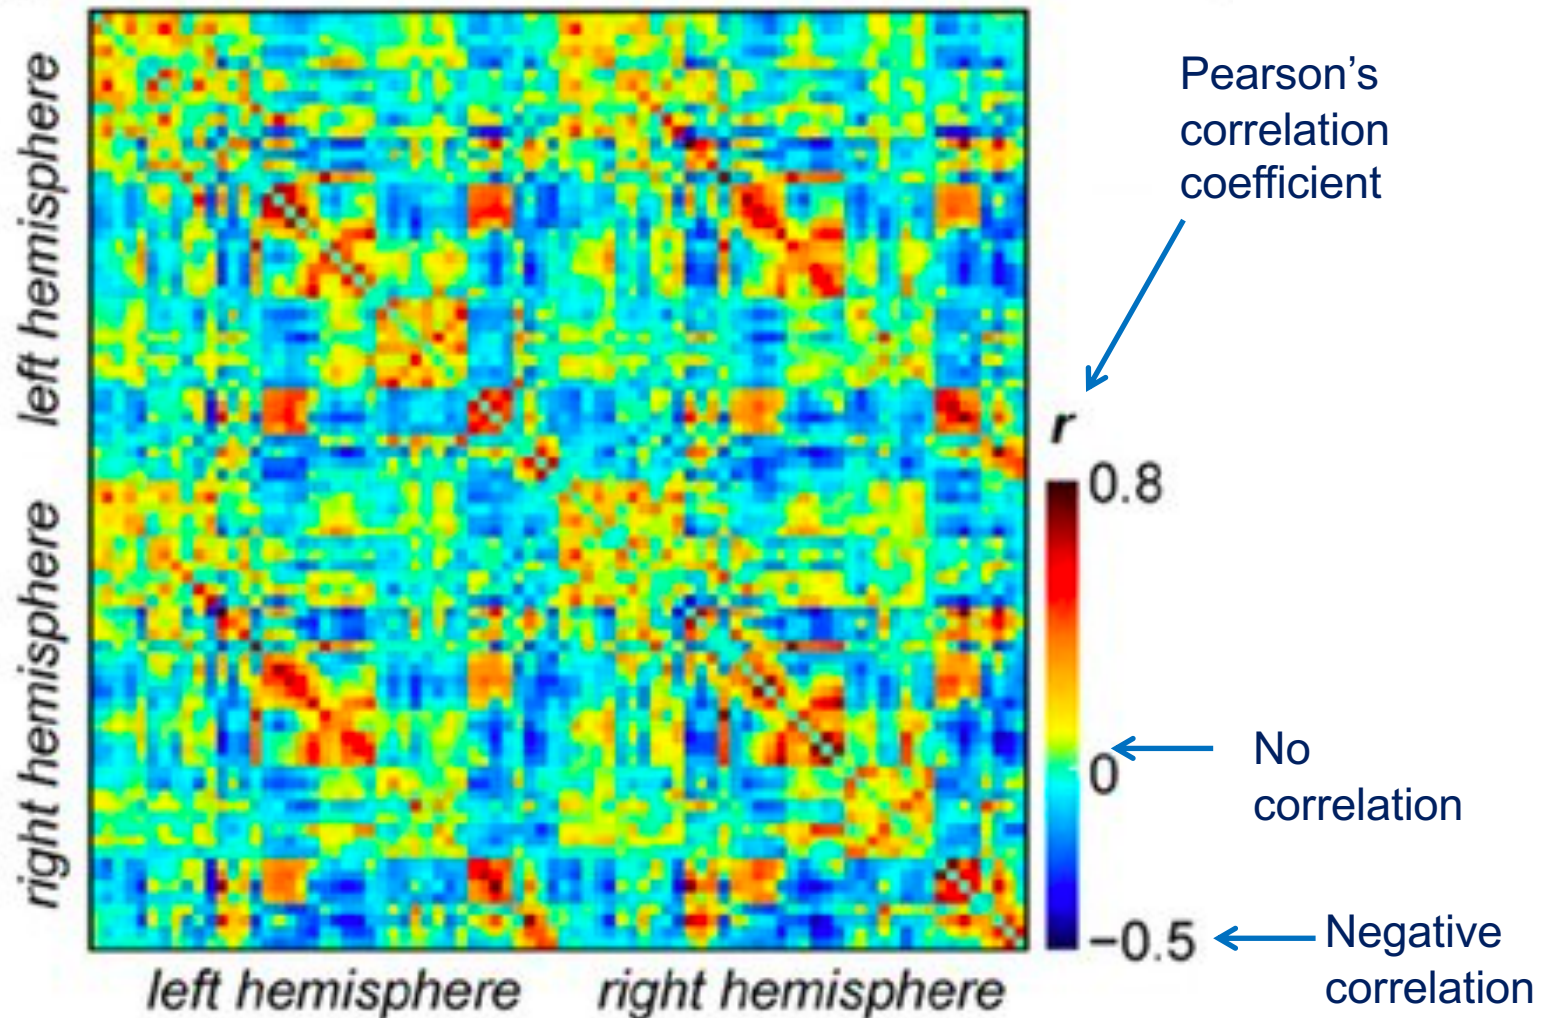 left hemisphere
right hemisphere
left hemisphere
right hemisphere
Pearson’s
correlation
coefficient
r
0.8
0
−0.5
No
correlation
Negative
correlation